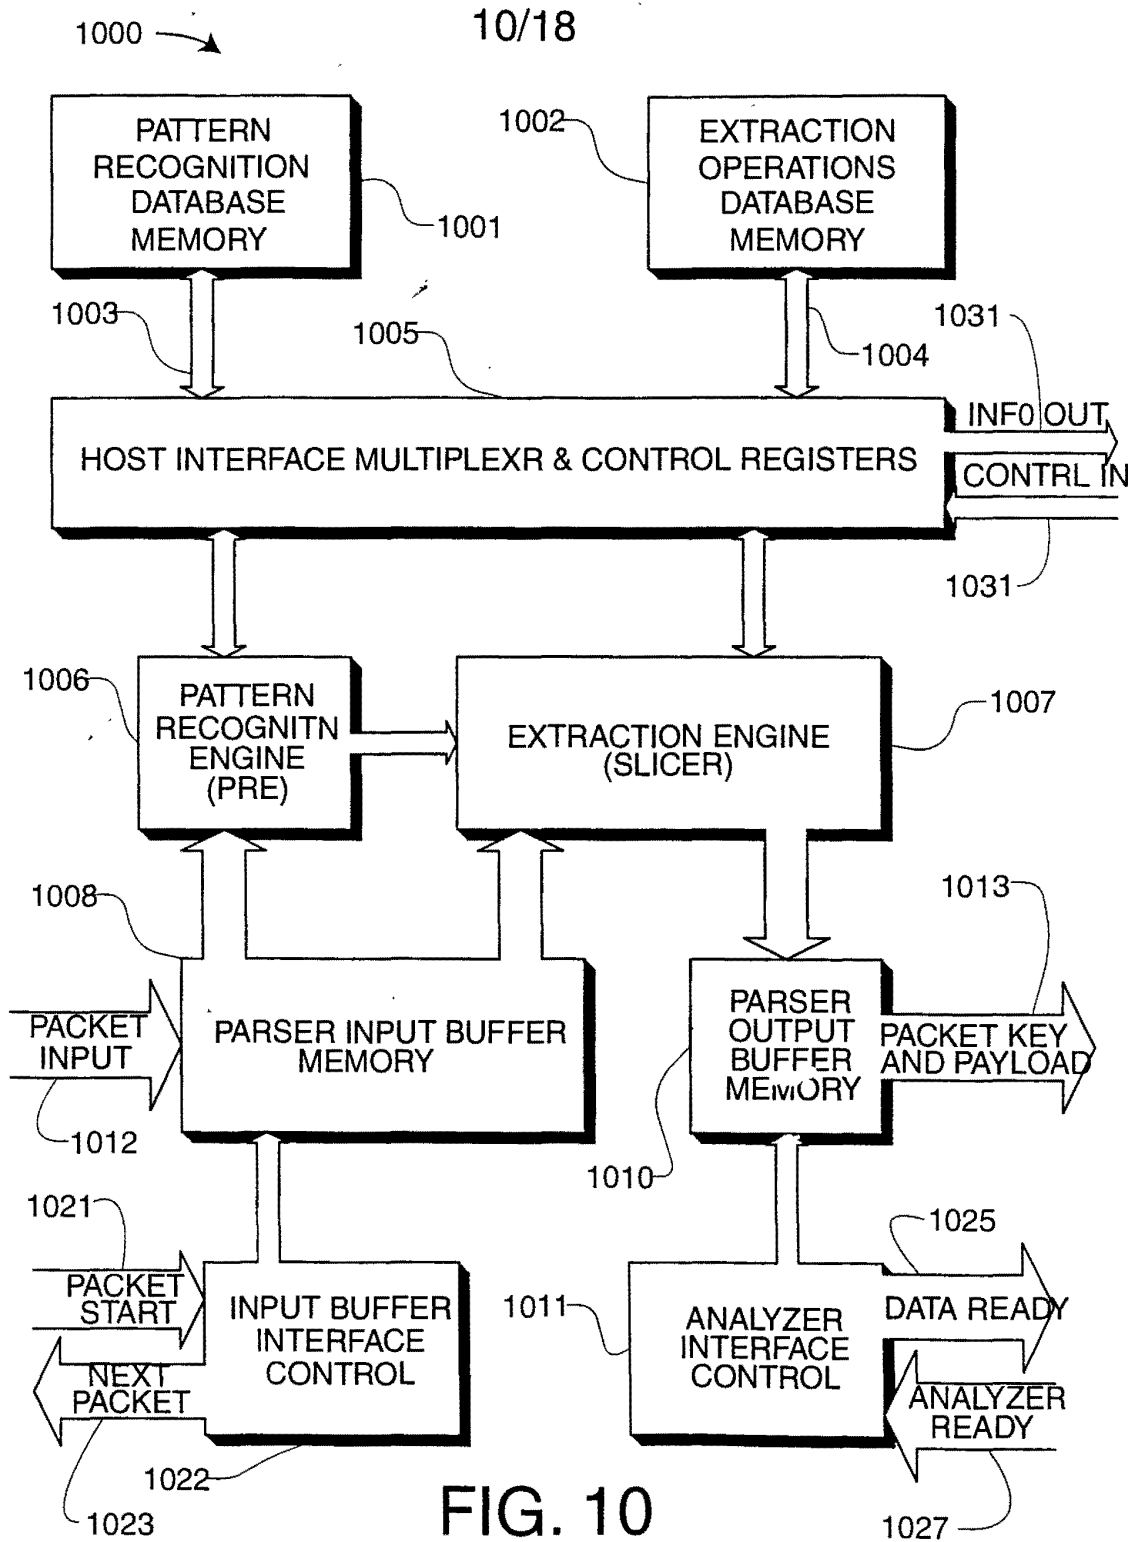 1000
10/18
PATTERN
RECOGNITION
DATABASE
MEMORY
1001
1002
EXTRACTION
OPERATIONS
DATABASE
MEMORY
1003
1005
1004
1031
INF0 OUT
HOST INTERFACE MULTIPLEXR & CONTROL REGISTERS
CONTRL IN
1031
1006
PATTERN
RECOGNITN
ENGINE
(PRE)
EXTRACTION ENGINE
(SLICER)
1007
1008
1013
PACKET
INPUT
PARSER INPUT BUFFER
MEMORY
PARSER
OUTPUT
BUFFER
MEMORY
PACKET KEY
AND PAYLOAD
1012
1010
1021
PACKET
START
INPUT BUFFER
INTERFACE
CONTROL
NEXT
PACKET
1011
ANALYZER
INTERFACE
CONTROL
1025
DATA READY
ANALYZER
READY
1022
1023
1027
FIG. 10